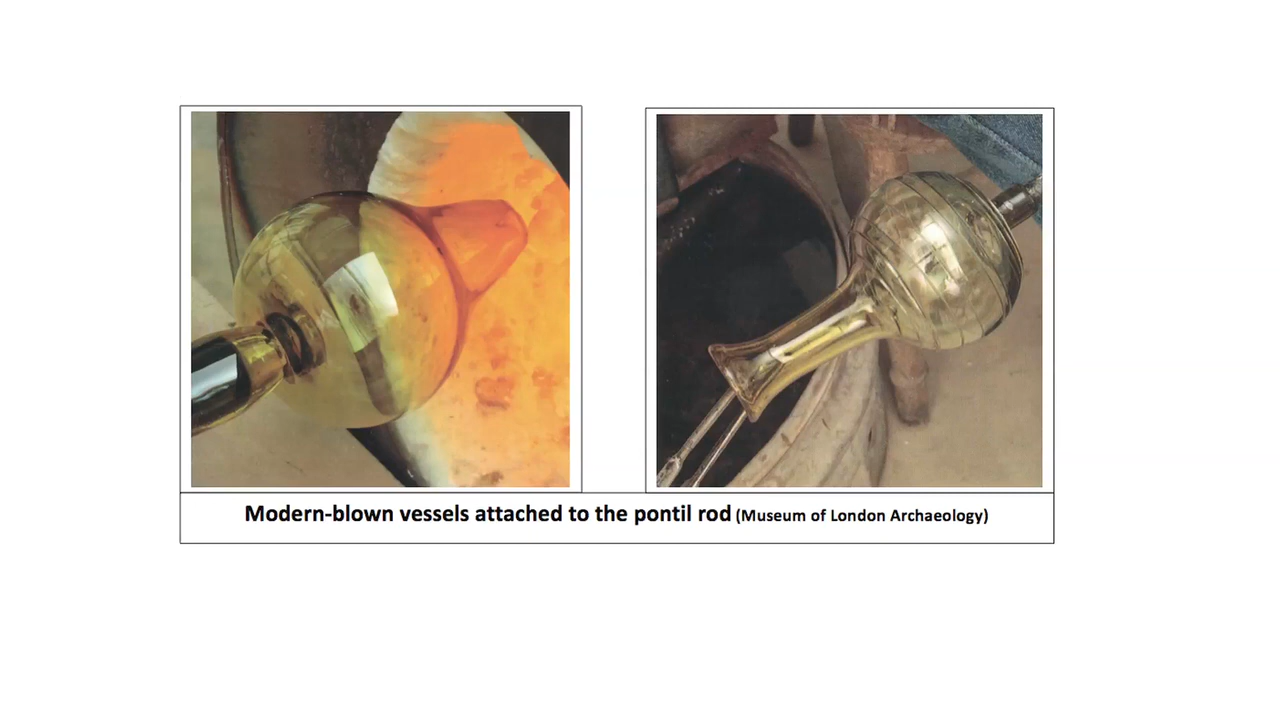 Modern-blown vessels attached to the pontil rod (Museum of London Archaeology)